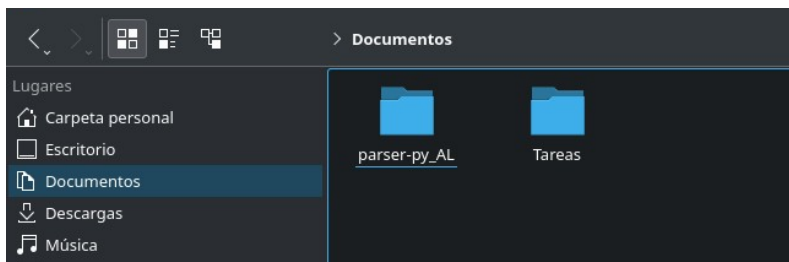 Documentos
Lugares
Carpeta personal
Escritorio
Documentos
Descargas
Música
parser-py_AL
Tareas